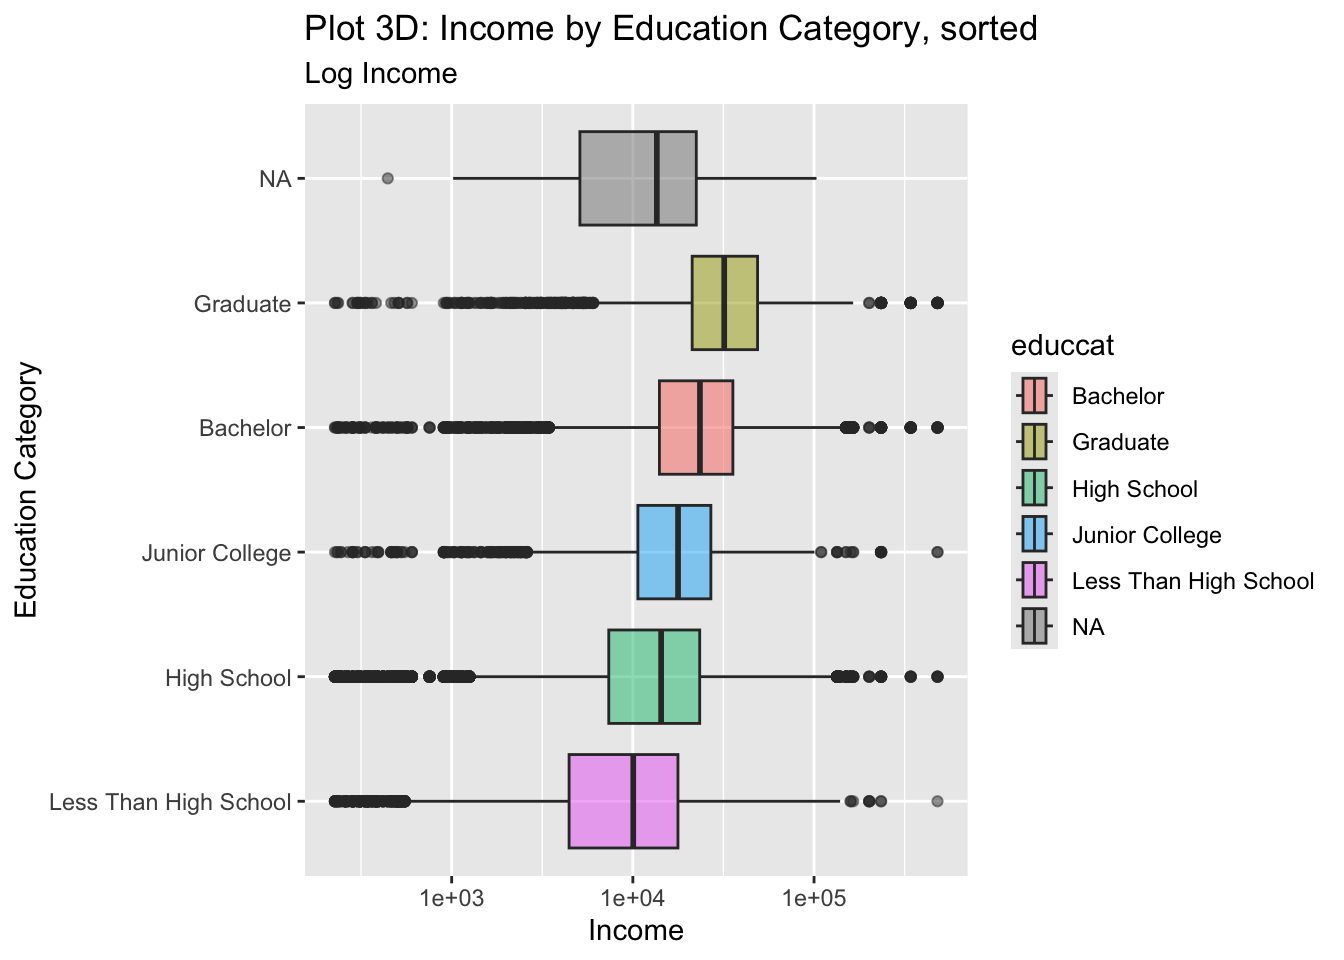 Plot 3D: Income by Education Category, sorted
Log Income
Education Category
NA
Graduate
Bachelor
Junior College
High School
Less Than High School
1e+03
1e+04
1e+05
Income
educcat
Bachelor
Graduate
High School
Junior College
Less Than High School
NA